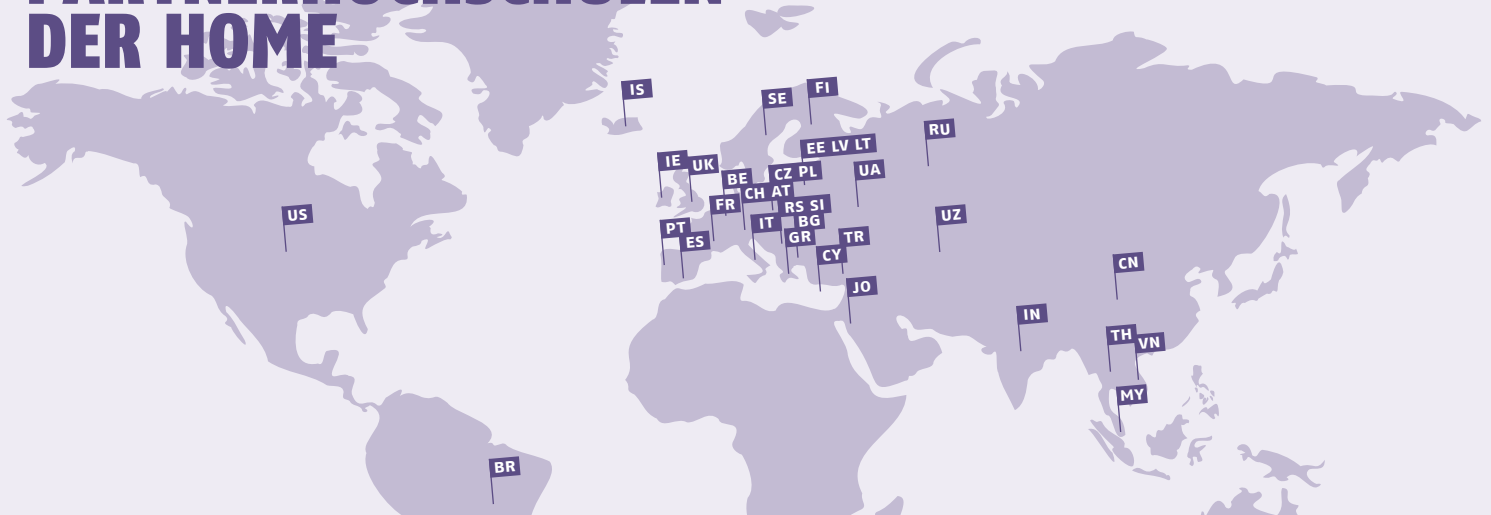 PARTNERHOCHSCHULEN
DER HOME
IS
SE
FI
RU
EE LV LT
IE
UK
BE
CZ PL
UA
CH AT
FR
RS SI
US
PT
IT
BG
UZ
ES
GR
TR
CY
CN
JO
IN
TH
VN
MY
BR